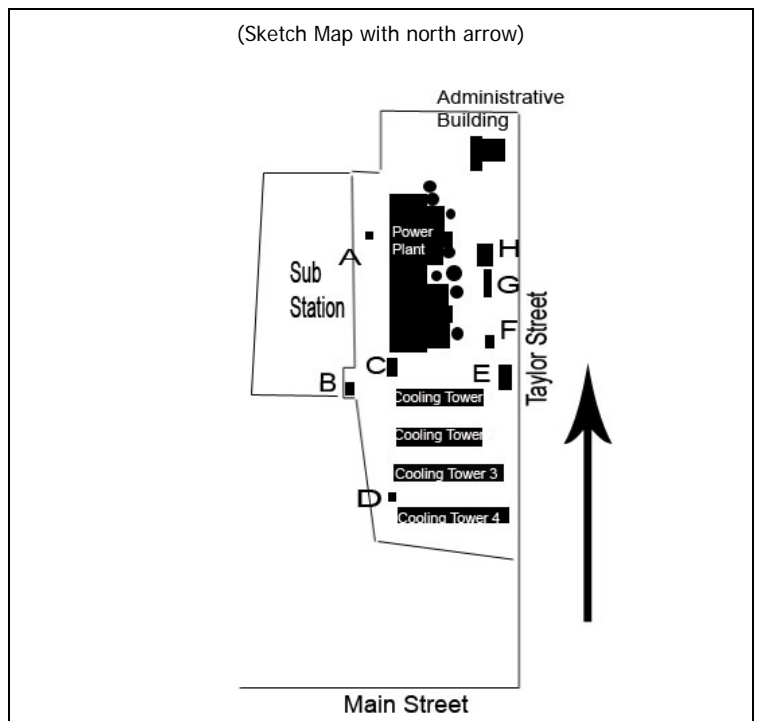 (Sketch Map with north arrow)
Administrative
Building
Power
Plant
H
A
G
Sub
Station
Taylor Street
F
C
E
B
Cooling Tower
Cooling Tower
Cooling Tower 3
D
Cooling Tower 4
Main Street